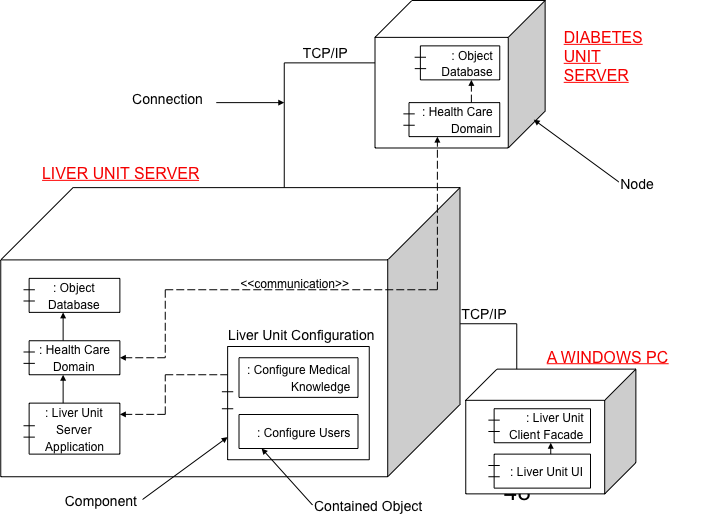 TCP/IP
: Object
Database
: Health Care
Domain
DIABETES
UNIT
SERVER
Connection
Node
LIVER UNIT SERVER
<<communication>>
: Object
Database
: Health Care
Domain
: Liver Unit
Server
Application
Liver Unit Configuration
: Configure Medical
Knowledge
: Configure Users
TCP/IP
A WINDOWS PC
: Liver Unit
Client Facade
: Liver Unit UI
Component
Contained Object